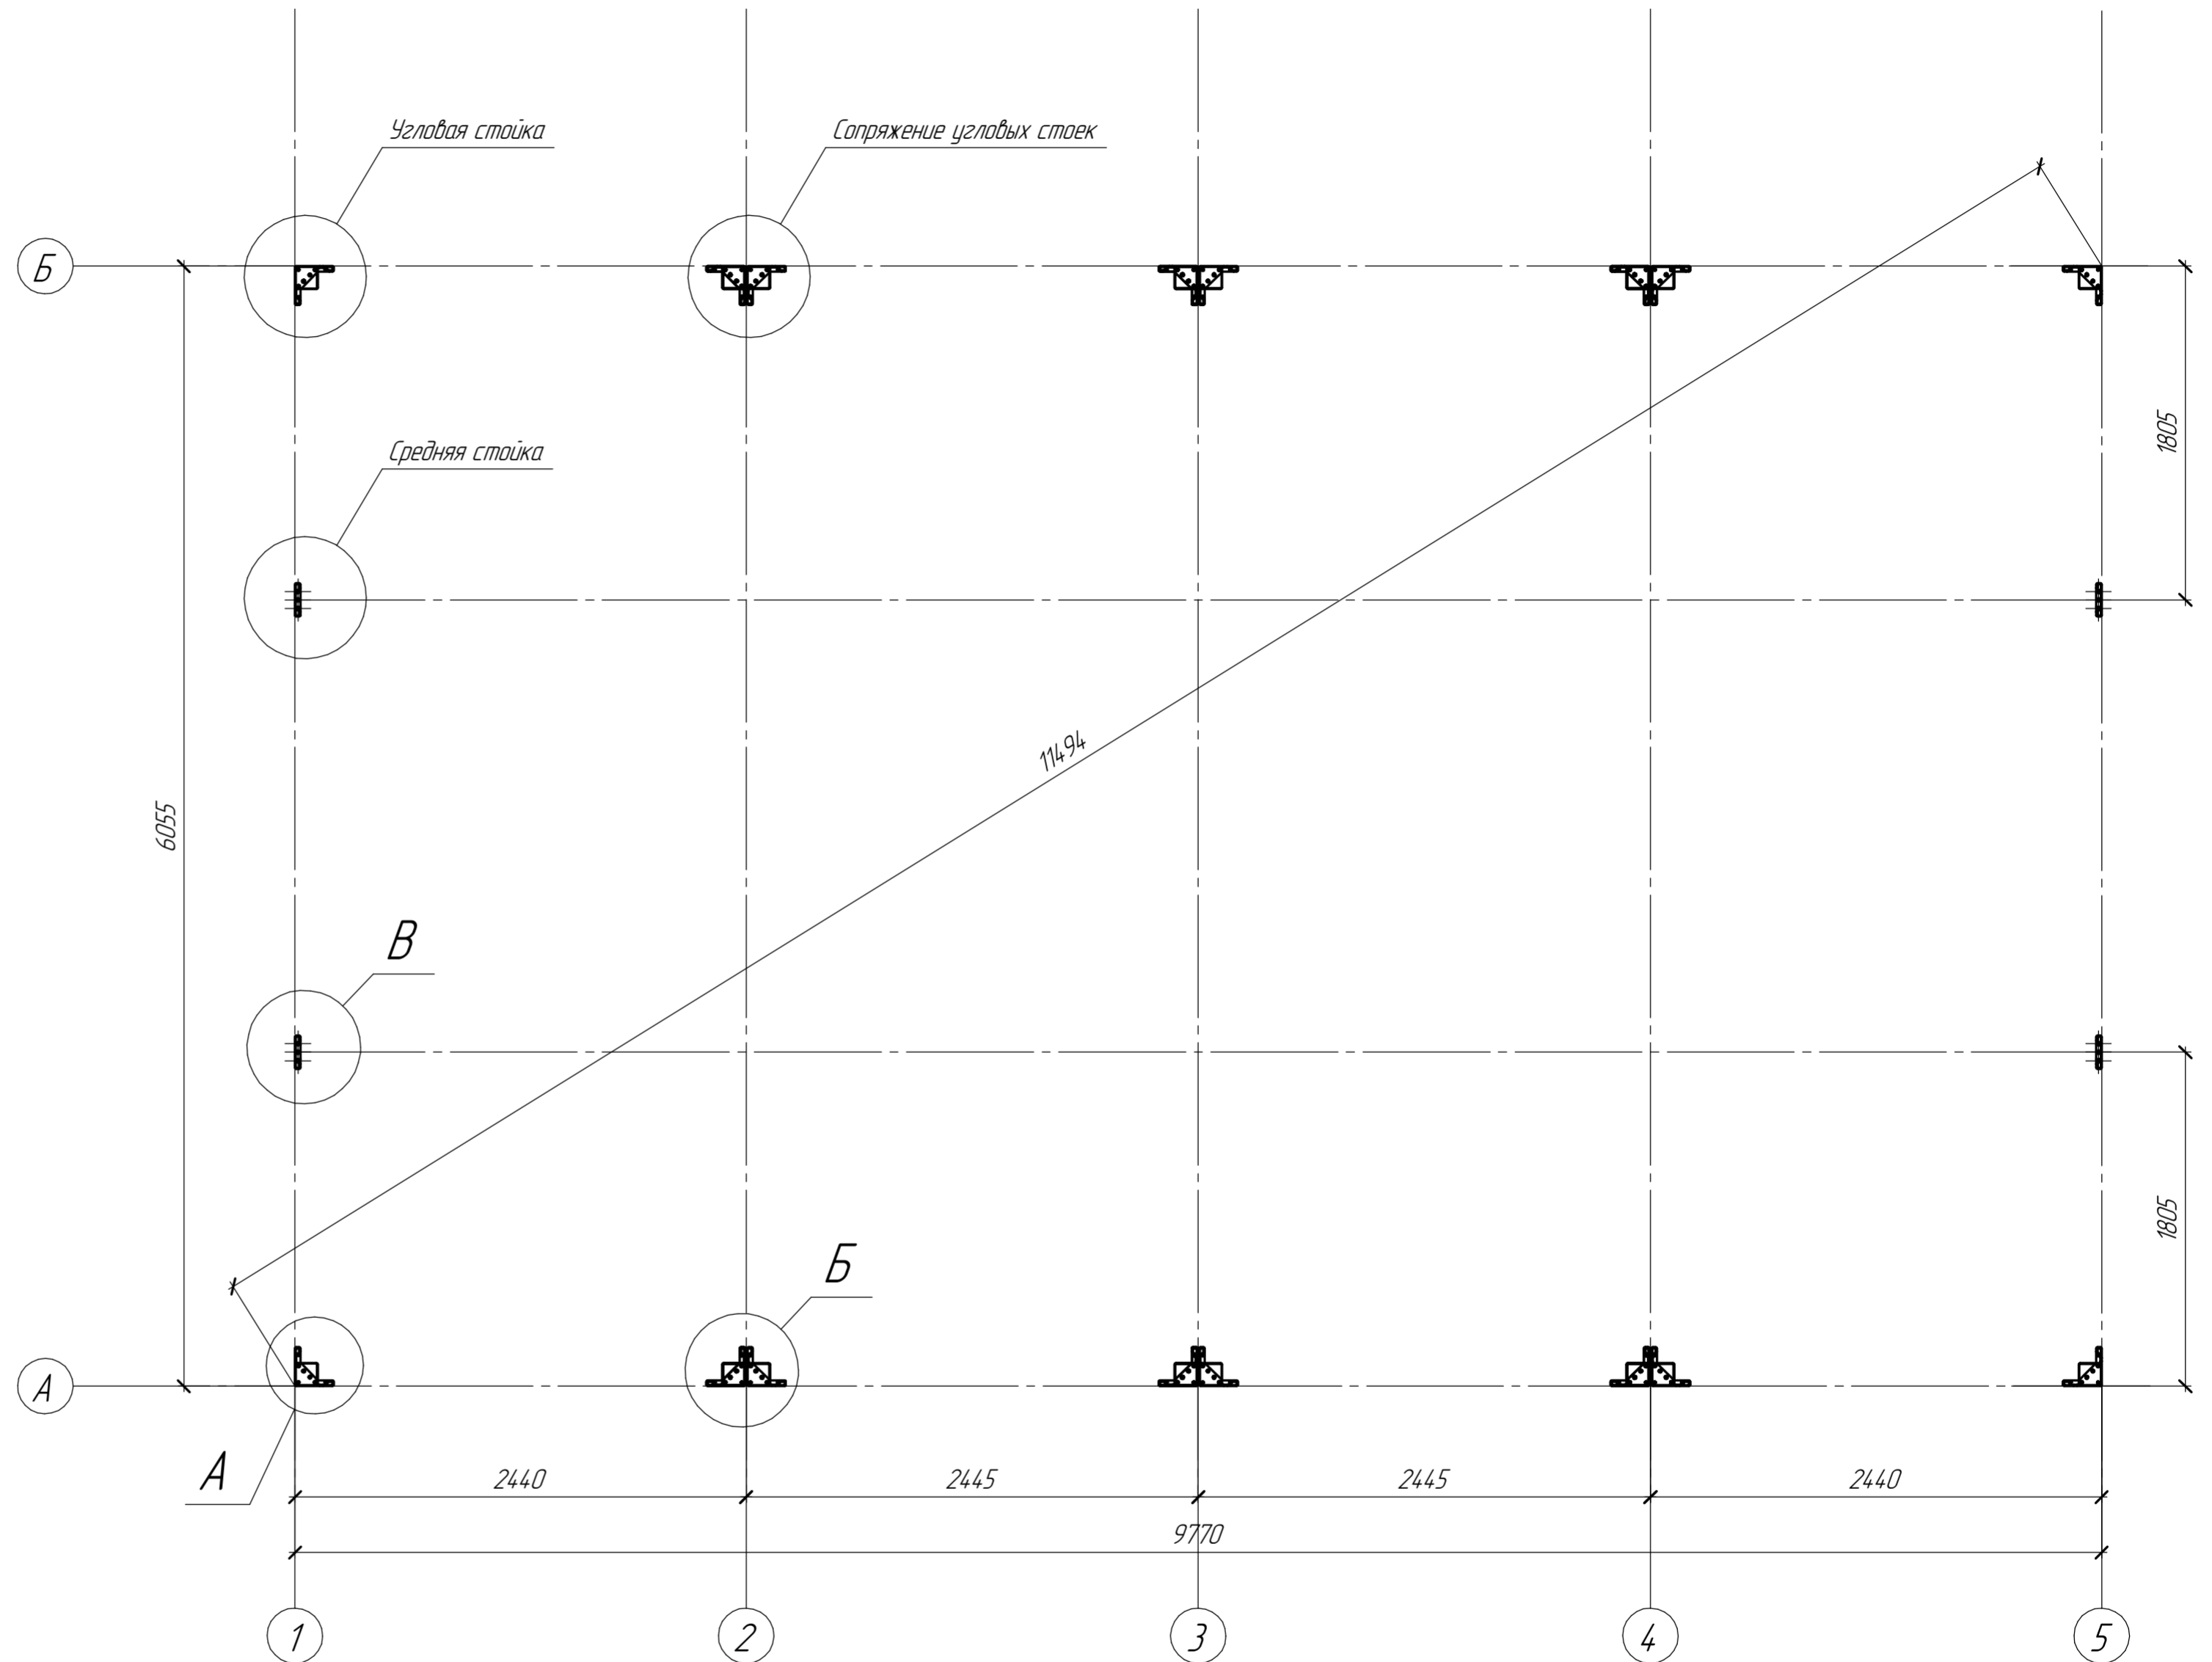 Угловая стойка
Сопряжение угловых стоек
Б
1805
Средняя стойка
11494
6055
В
1805
Б
А
А
2440
2445
2445
2440
9770
1
2
3
4
5